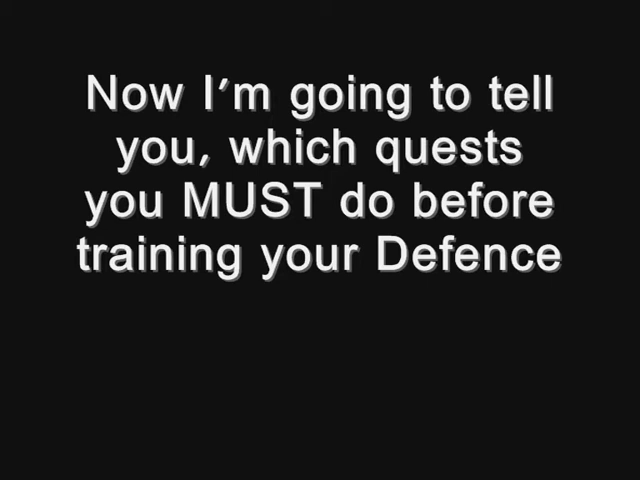 Now I'm going to tell
you, which quests
you MUST do before
training your Defence